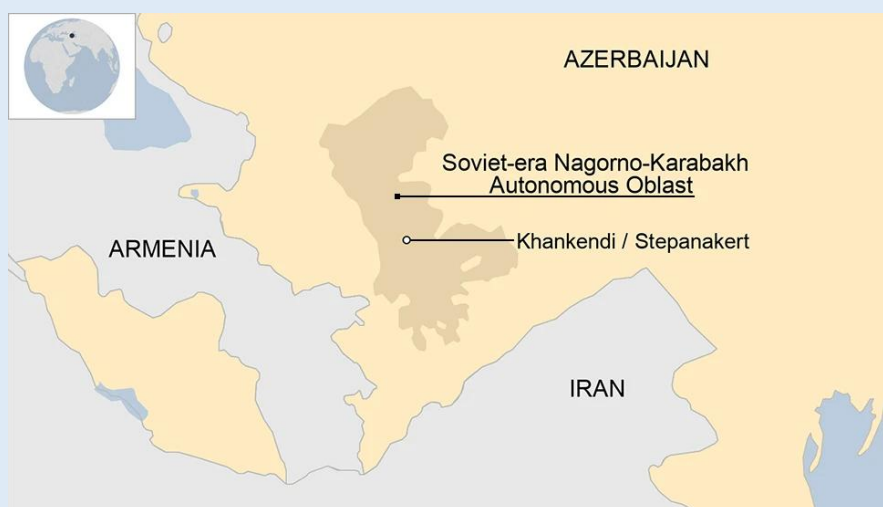 AZERBAIJAN
Soviet-era Nagorno-Karabakh
Autonomous Oblast
Khankendi / Stepanakert
ARMENIA
IRAN